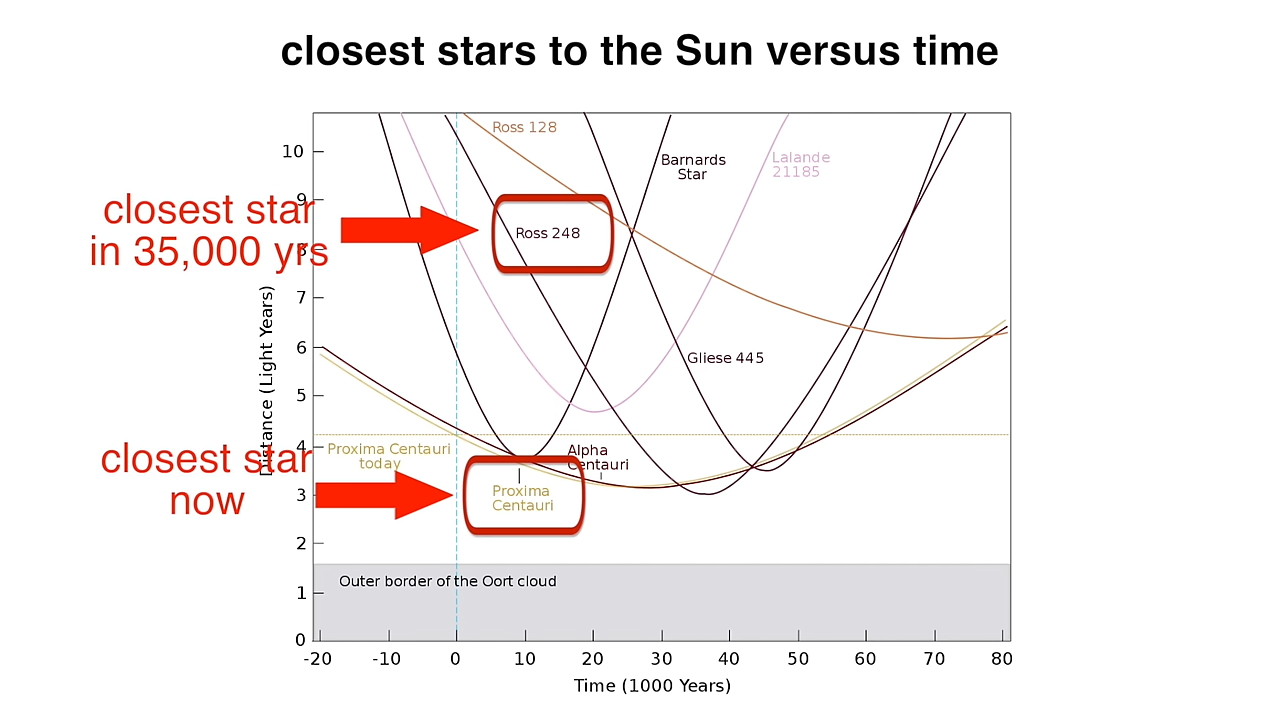 closest stars to the Sun versus time
Ross 128
10
Barnards
Star
Lalande
21185
9
closest star
in 35,000 yrs
Ross 248
8
7
Distance (Light Years)
6
Gliese 445
5
4
closest star
now
Proxima Centauri
today
Alpha
Centauri
3
Proxima
Centauri
2
Outer border of the Oort cloud
1
0
-20 -10 0 10 20 30 40 50 60 70 80
Time (1000 Years)